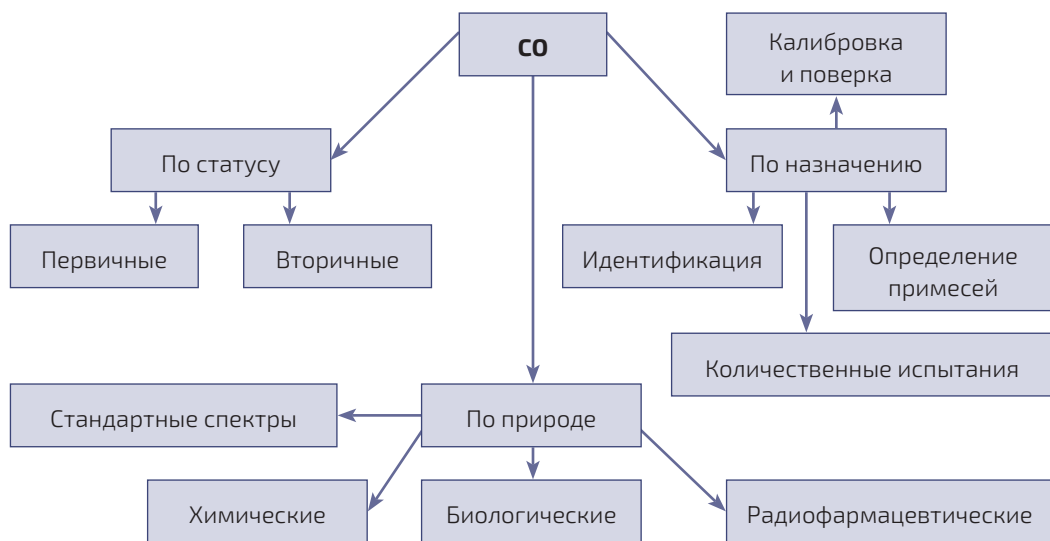 СО
Калибровка
и поверка
По статусу
По назначению
Первичные
Вторичные
Идентификация
Определение
примесей
Количественные испытания
Стандартные спектры
По природе
Химические
Биологические
Радиофармацевтические